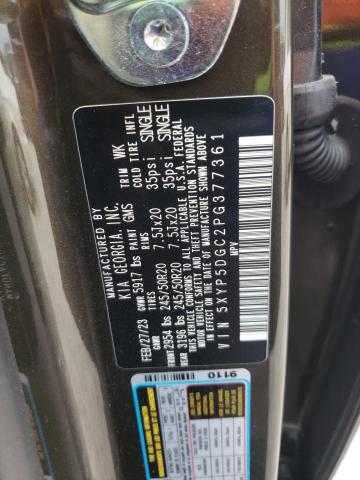 MANUFACTURED BY
KIA GEORGIA, INC.
PAINT GMS TRIM WK
FEB/27/23 GVWR 5917 lbs
GAWR TIRES RIMS COLD TIRE INFL
FRONT 2954 lbs 245/50R20 7.5Jx20 35psi SINGLE
REAR 3196 lbs 245/50R20 7.5Jx20 35psi SINGLE
THIS VEHICLE CONFORMS TO ALL APPLICABLE U.S.A. FEDERAL
MOTOR VEHICLE SAFETY, BUMPER AND THEFT PREVENTION STANDARDS
IN EFFECT ON THE DATE OF MANUFACTURE SHOWN ABOVE
VIN 5XYP5DGC2PG377361
MPV
9110